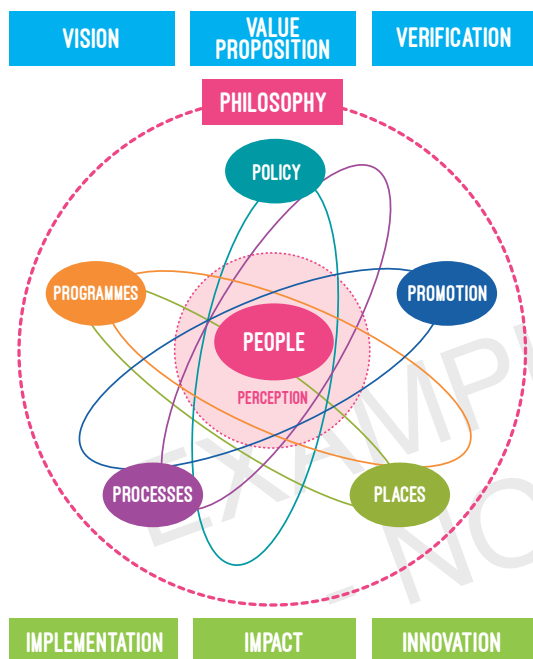 VISION
VALUE
PROPOSITION
VERIFICATION
PHILOSOPHY
POLICY
PROGRAMMES
PROMOTION
PEOPLE
PERCEPTION
PROCESSES
PLACES
IMPLEMENTATION
IMPACT
INNOVATION